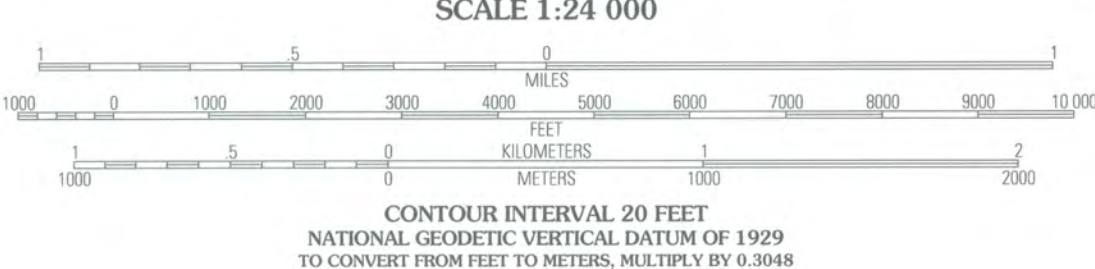 SCALE 1:24 000
1 .5 0 1
MILES
1000 0 1000 2000 3000 4000 5000 6000 7000 8000 9000 10 000
FEET
1 .5 0 KILOMETERS 1 2
1000 0 METERS 1000 2000
CONTOUR INTERVAL 20 FEET
NATIONAL GEODETIC VERTICAL DATUM OF 1929
TO CONVERT FROM FEET TO METERS, MULTIPLY BY 0.3048